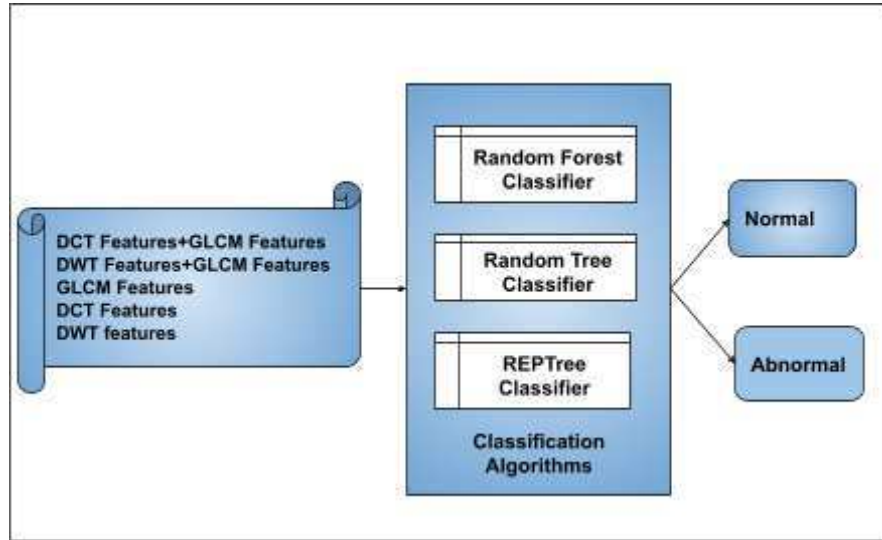 DCT Features+GLCM Features
DWT Features+GLCM Features
GLCM Features
DCT Features
DWT features
Random Forest
Classifier
Random Tree
Classifier
REPTree
Classifier
Classification
Algorithms
Normal
Abnormal